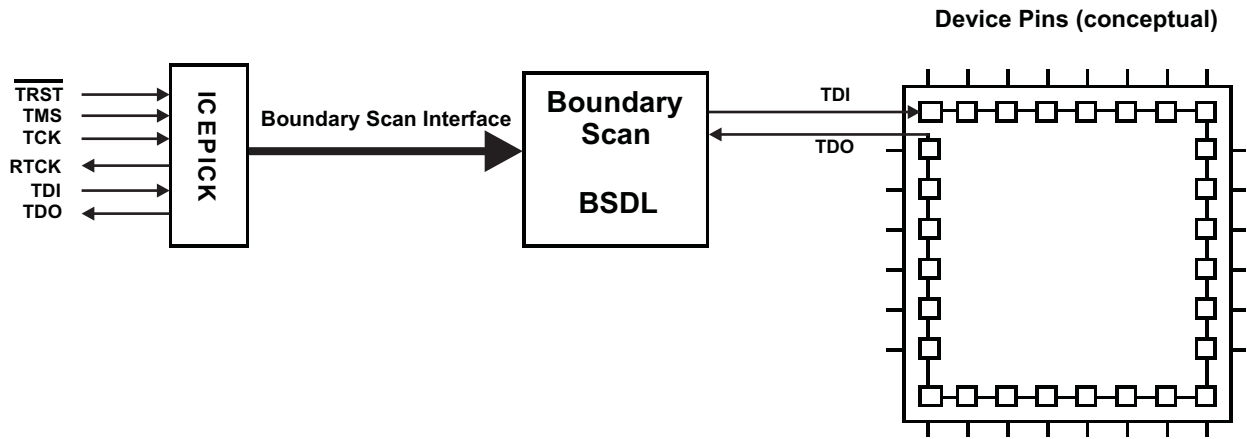 Device Pins (conceptual)
TRST
TMS
TCK
RTCK
TDI
TDO
ICEPICK
Boundary Scan Interface
Boundary
Scan
BSDL
TDI
TDO